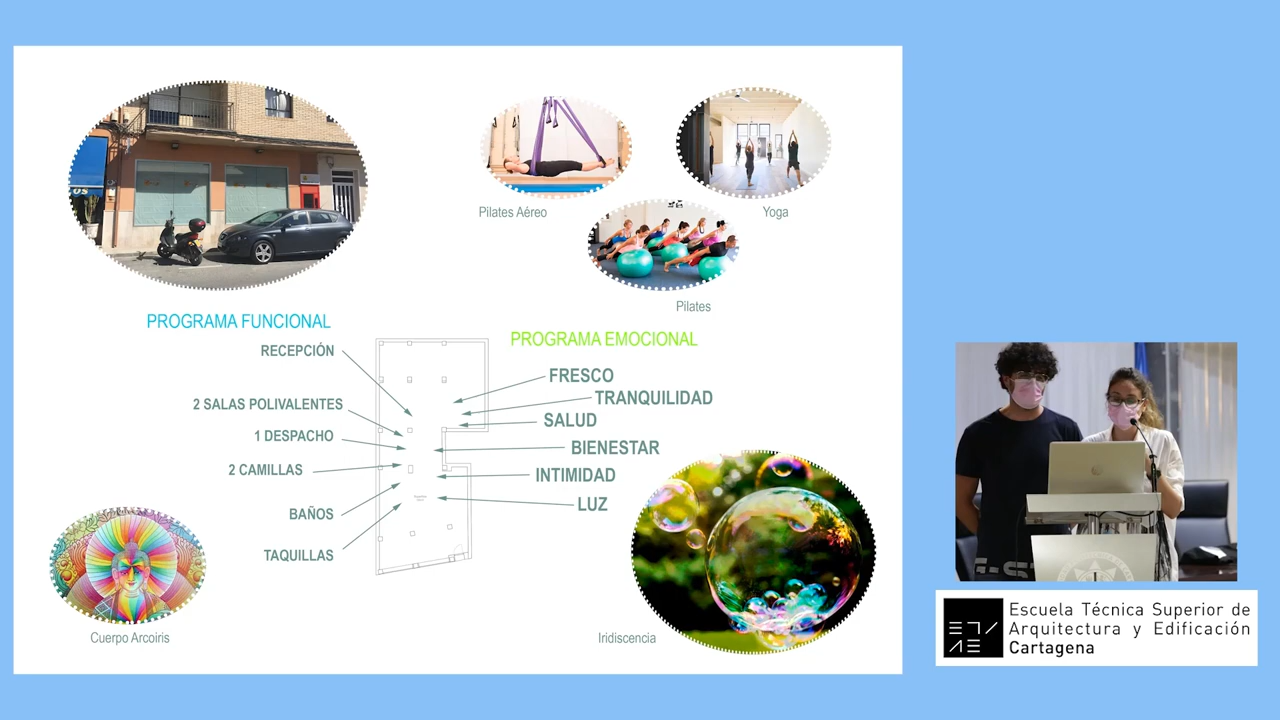 Pilates Aéreo
Yoga
Pilates
PROGRAMA FUNCIONAL
RECEPCIÓN
2 SALAS POLIVALENTES
1 DESPACHO
2 CAMILLAS
BAÑOS
TAQUILLAS
PROGRAMA EMOCIONAL
FRESCO
TRANQUILIDAD
SALUD
BIENESTAR
INTIMIDAD
LUZ
Cuerpo Arcoiris
Iridiscencia
Escuela Técnica Superior de
Arquitectura y Edificación
Cartagena